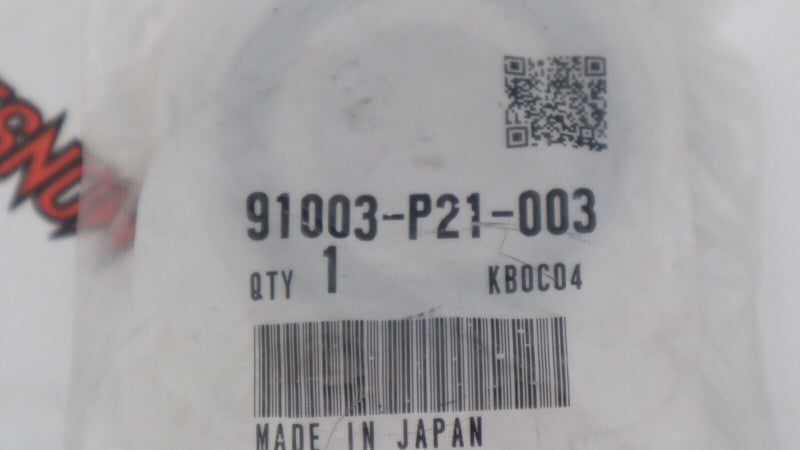 91003-P21-003
QTY 1 KB0C04
MADE IN JAPAN